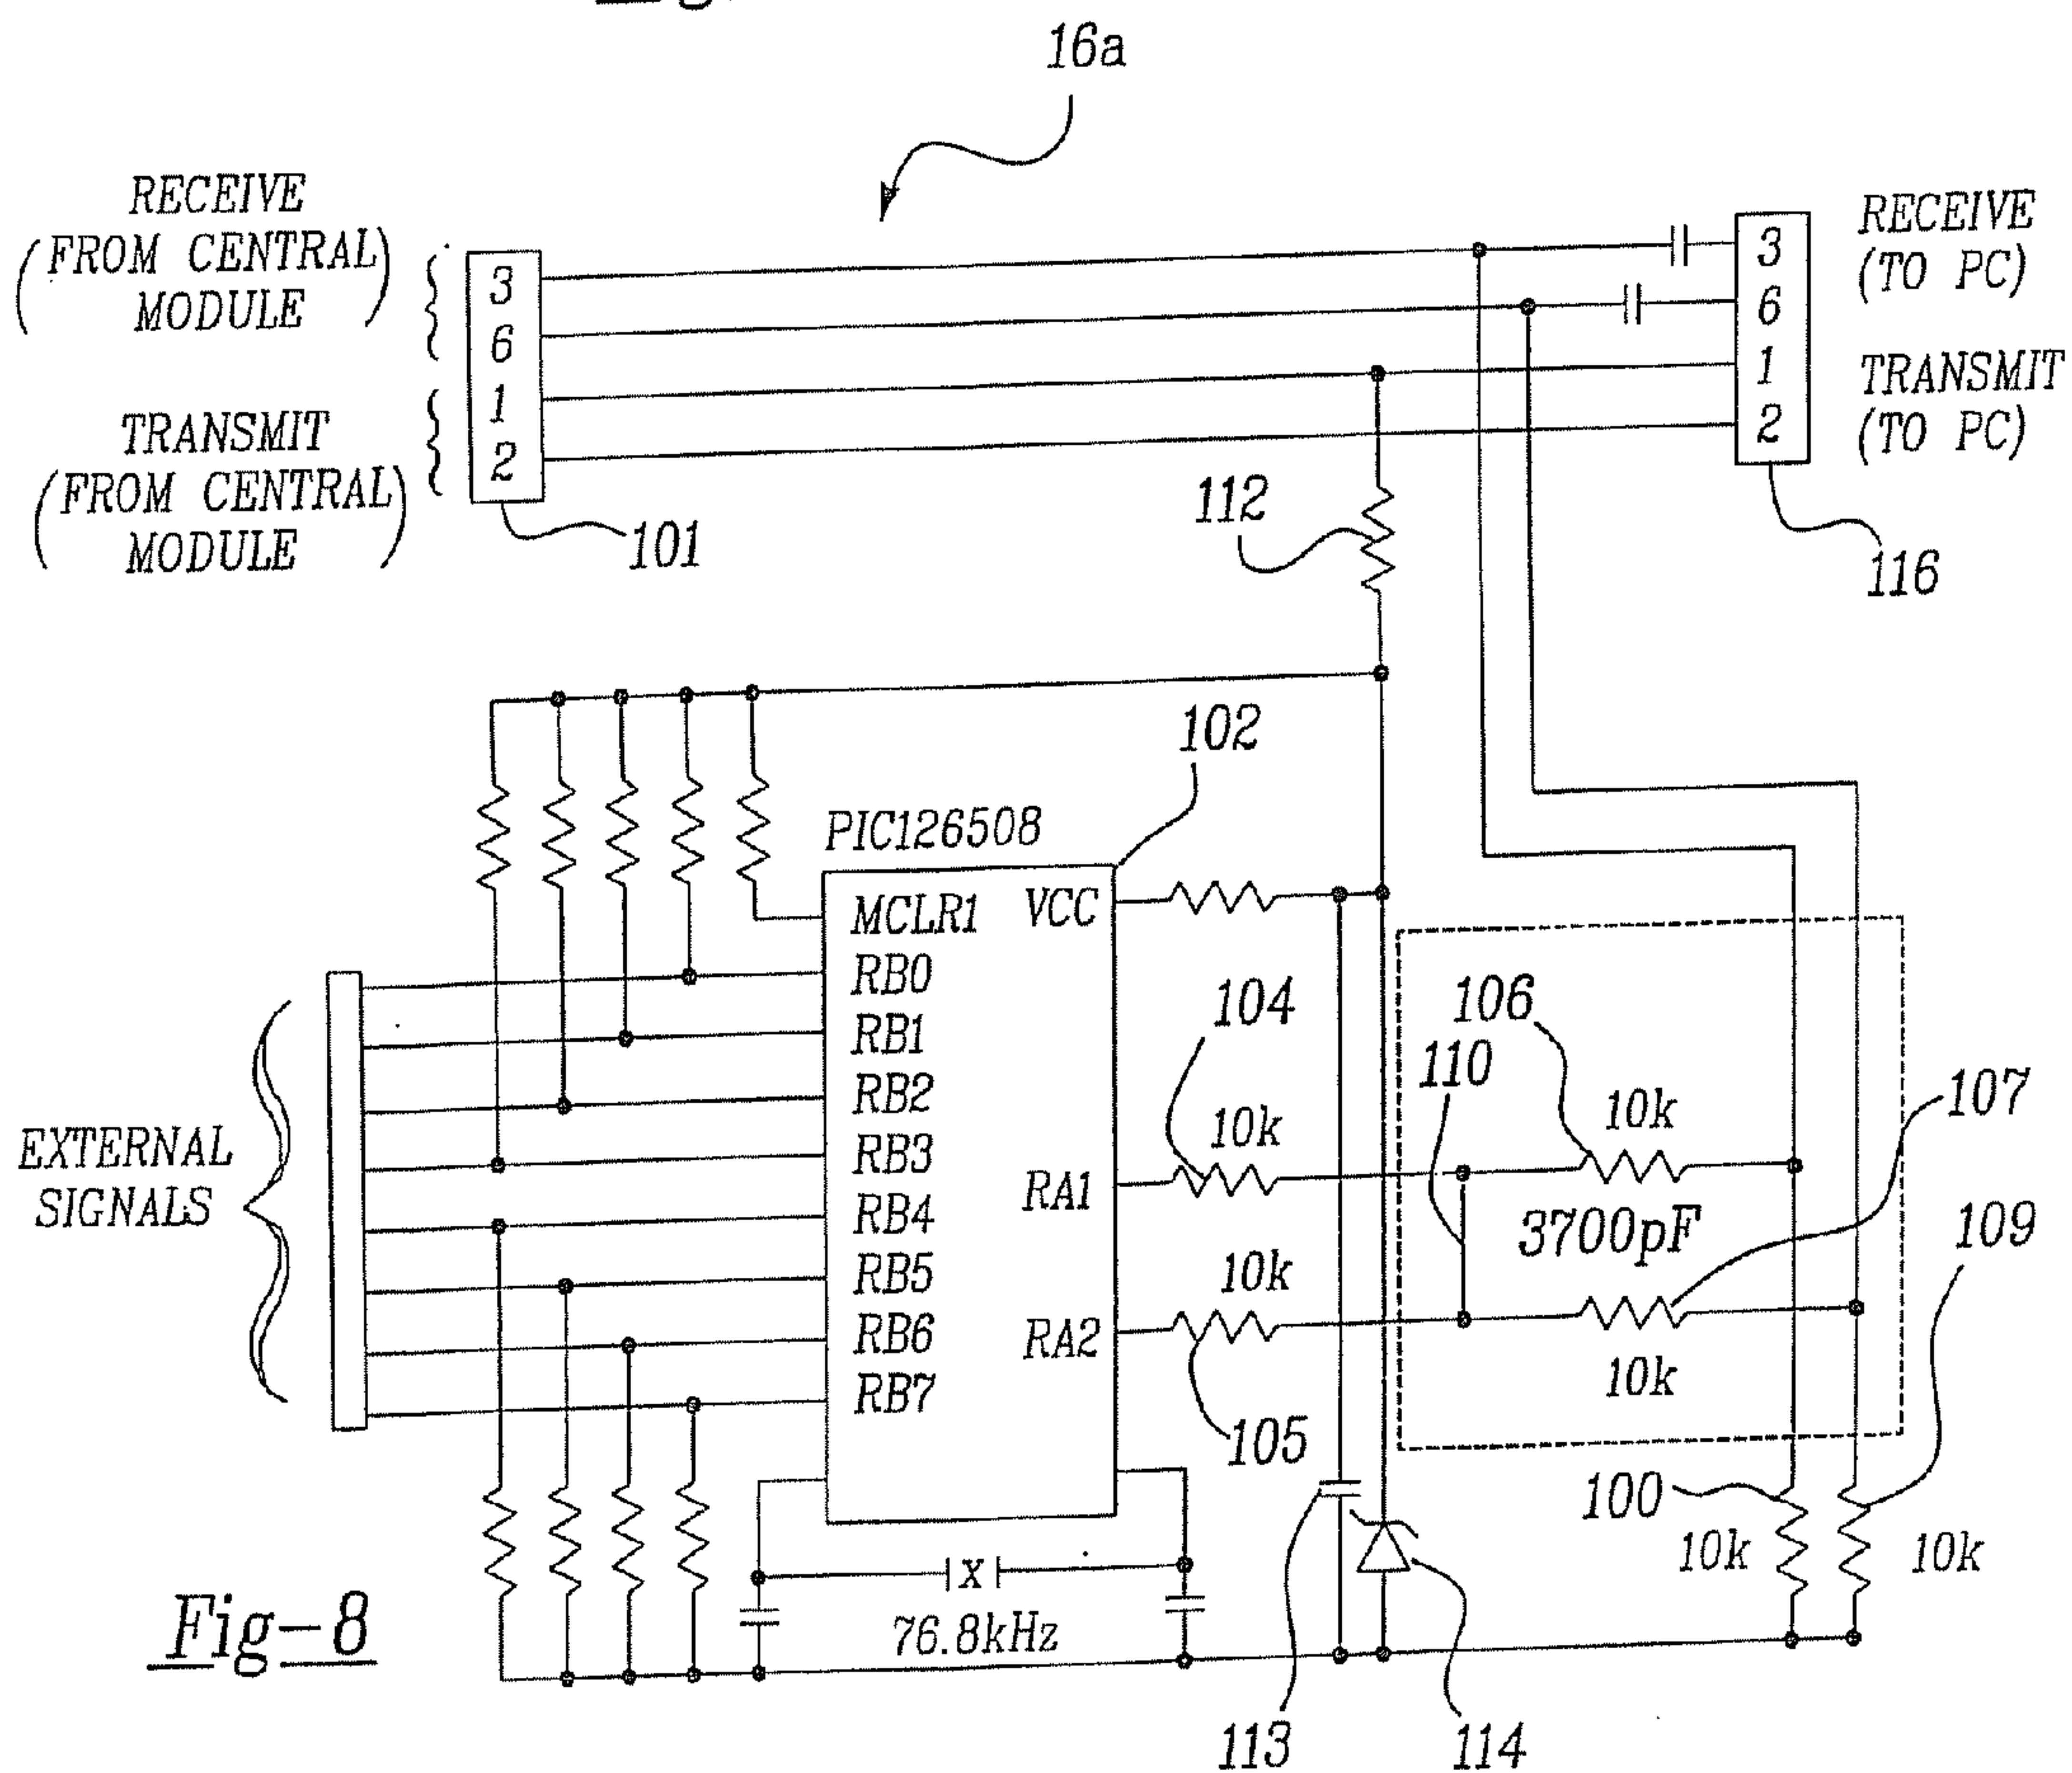 16a
RECEIVE
(FROM CENTRAL)
MODULE
TRANSMIT
(FROM CENTRAL)
MODULE
3
6
1
2
101
3
6
1
2
RECEIVE
(TO PC)
TRANSMIT
(TO PC)
116
112
102
PIC126508
MCLR1
VCC
RB0
RB1
RB2
RB3
RB4
RB5
RB6
RB7
RA1
RA2
EXTERNAL
SIGNALS
104
10k
10k
105
106
110
10k
107
3700pF
109
10k
100
10k
10k
X
76.8kHz
113
114
Fig-8